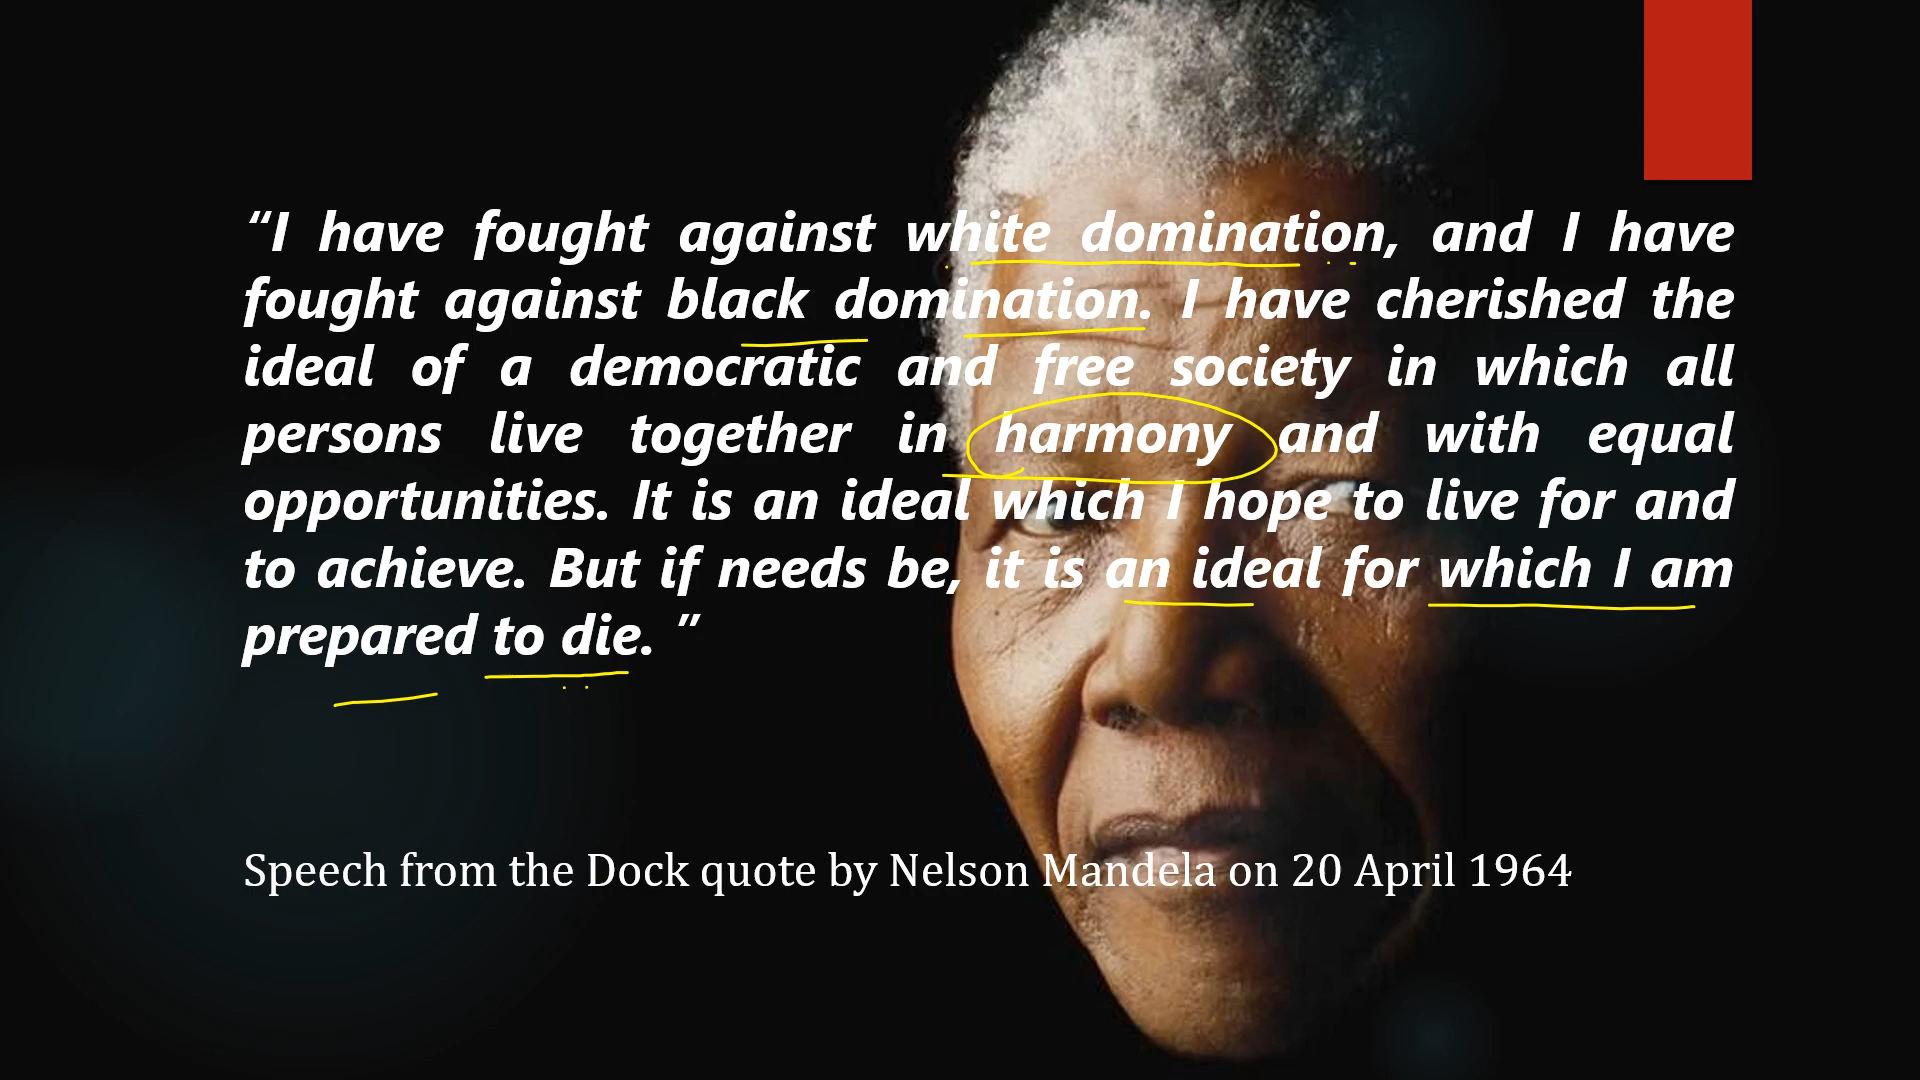 “I have fought against white domination, and I have
fought against black domination. I have cherished the
ideal of a democratic and free society in which all
persons live together in harmony and with equal
opportunities. It is an ideal which I hope to live for and
to achieve. But if needs be, it is an ideal for which I am
prepared to die. ”
Speech from the Dock quote by Nelson Mandela on 20 April 1964